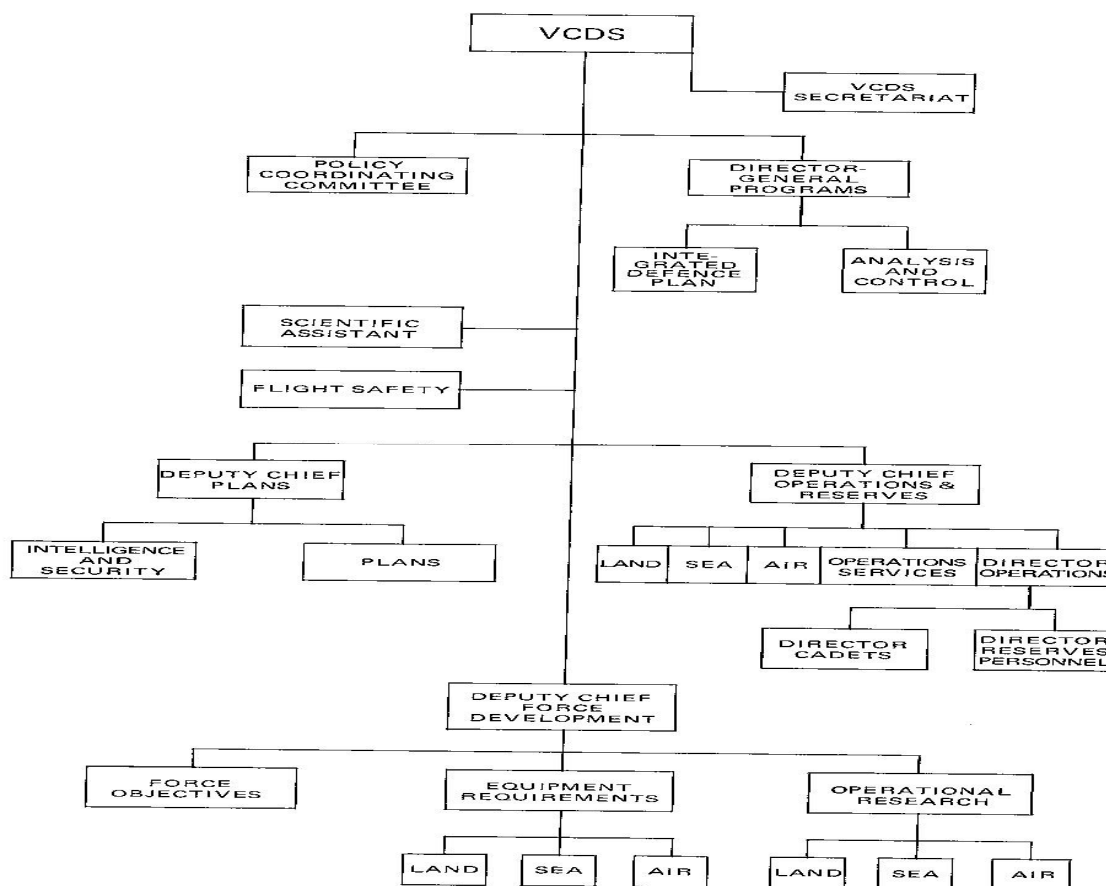 VCDS
VCDS
SECRETARIAT
POLICY
COORDINATING
COMMITTEE
DIRECTOR-
GENERAL
PROGRAMS
INTE-
GRATED
DEFENCE
PLAN
ANALYSIS
AND
CONTROL
SCIENTIFIC
ASSISTANT
FLIGHT SAFETY
DEPUTY CHIEF
PLANS
DEPUTY CHIEF
OPERATIONS &
RESERVES
INTELLIGENCE
AND
SECURITY
PLANS
LAND
SEA
AIR
OPERATIONS
SERVICES
DIRECTOR
OPERATIONS
DIRECTOR
CADETS
DIRECTOR
RESERVES
PERSONNEL
DEPUTY CHIEF
FORCE
DEVELOPMENT
FORCE
OBJECTIVES
EQUIPMENT
REQUIREMENTS
OPERATIONAL
RESEARCH
LAND
SEA
AIR
LAND
SEA
AIR